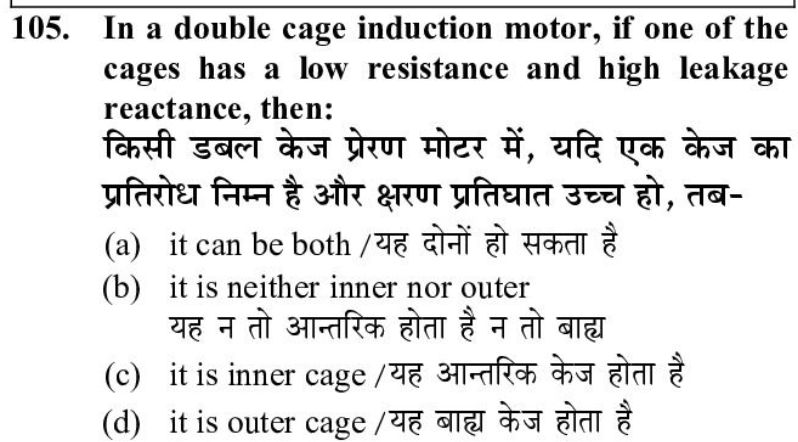 105. In a double cage induction motor, if one of the
cages has a low resistance and high leakage
reactance, then:
किसी डबल केज प्रेरण मोटर में, यदि एक केज का
प्रतिरोध निम्न है और क्षरण प्रतिघात उच्च हो, तब-
(a) it can be both /यह दोनों हो सकता है
(b) it is neither inner nor outer
यह न तो आन्तरिक होता है न तो बाह्य
(c) it is inner cage /यह आन्तरिक केज होता है
(d) it is outer cage /यह बाह्य केज होता है